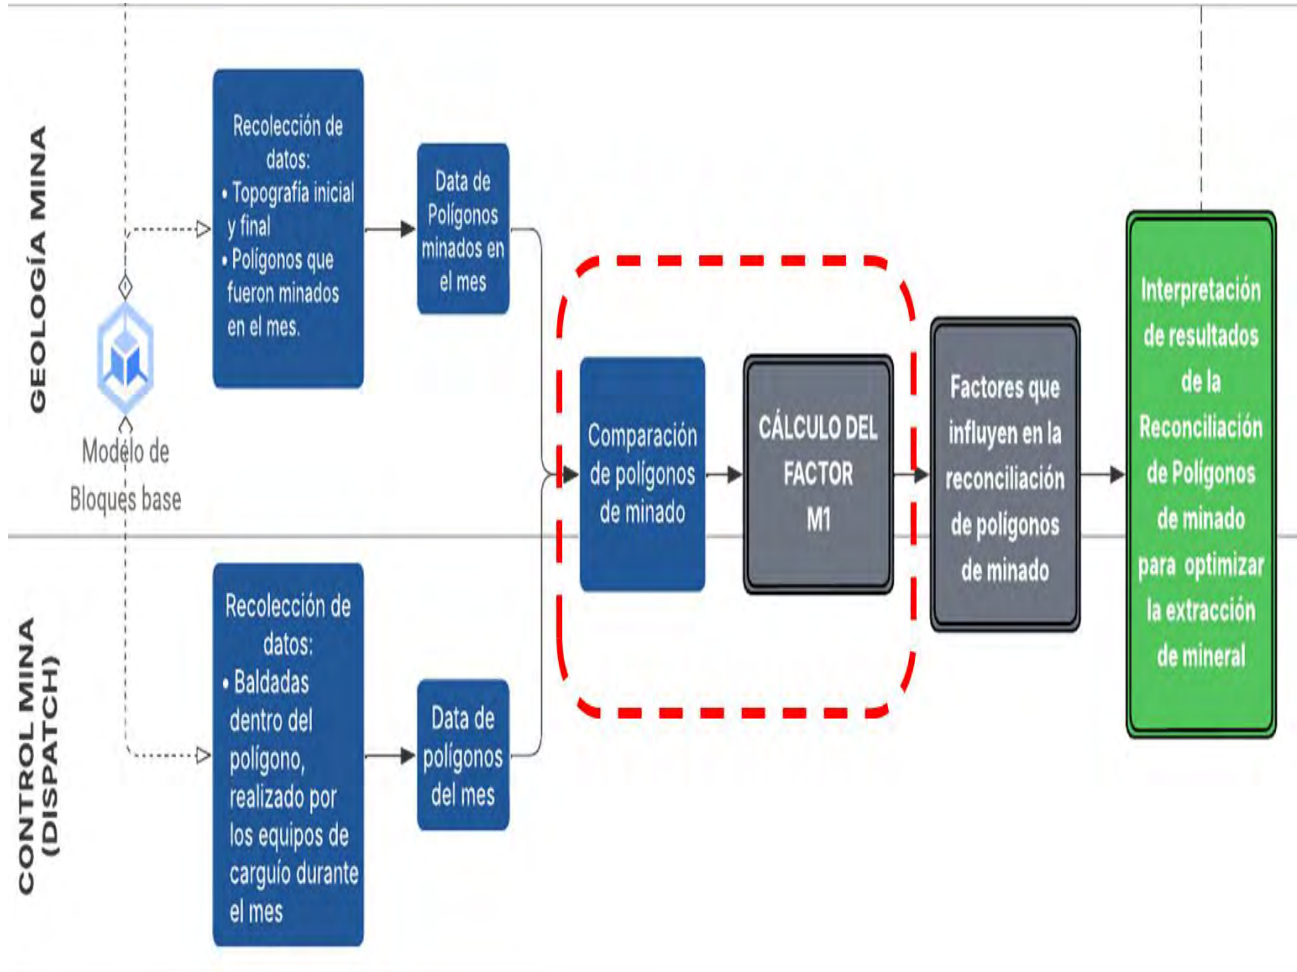 GEOLOGÍA MINA
Recolección de
datos:
• Topografía inicial
y final
• Polígonos que
fueron minados
en el mes.
Data de
Polígonos
minados en
el mes
Modelo de
Bloques base
Comparación
de polígonos
de minado
CÁLCULO DEL
FACTOR
M1
Factores que
influyen en la
reconciliación
de polígonos
de minado
Interpretación
de resultados
de la
Reconciliación
de Polígonos
de minado
para optimizar
la extracción
de mineral
CONTROL MINA
(DISPATCH)
Recolección de
datos:
• Baldadas
dentro del
polígono,
realizado por
los equipos de
carguío durante
el mes
Data de
polígonos
del mes